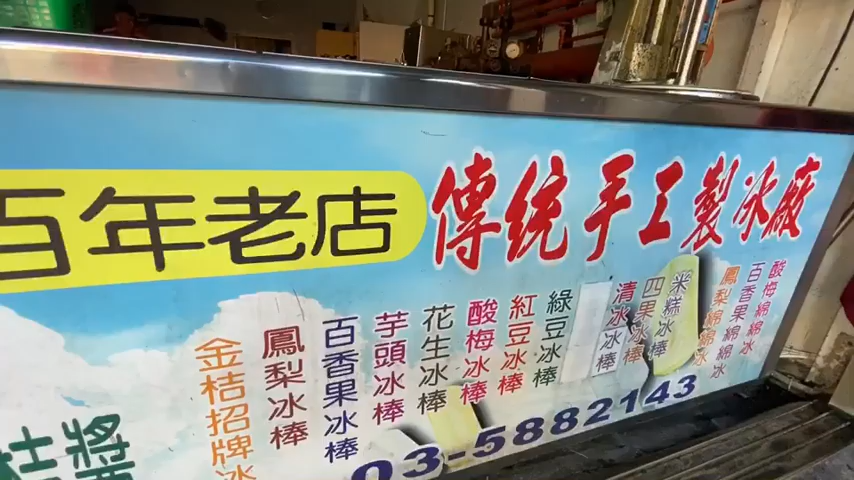 百年老店
傳統手工製冰廠
酸梅綿綿冰
百香果綿綿冰
鳳梨綿綿冰
米糕冰棒
四果冰棒
清冰冰棒
綠豆冰棒
紅豆冰棒
酸梅冰棒
花生冰棒
芋頭冰棒
百香果冰棒
鳳梨冰棒
金桔招牌冰
03-5882143